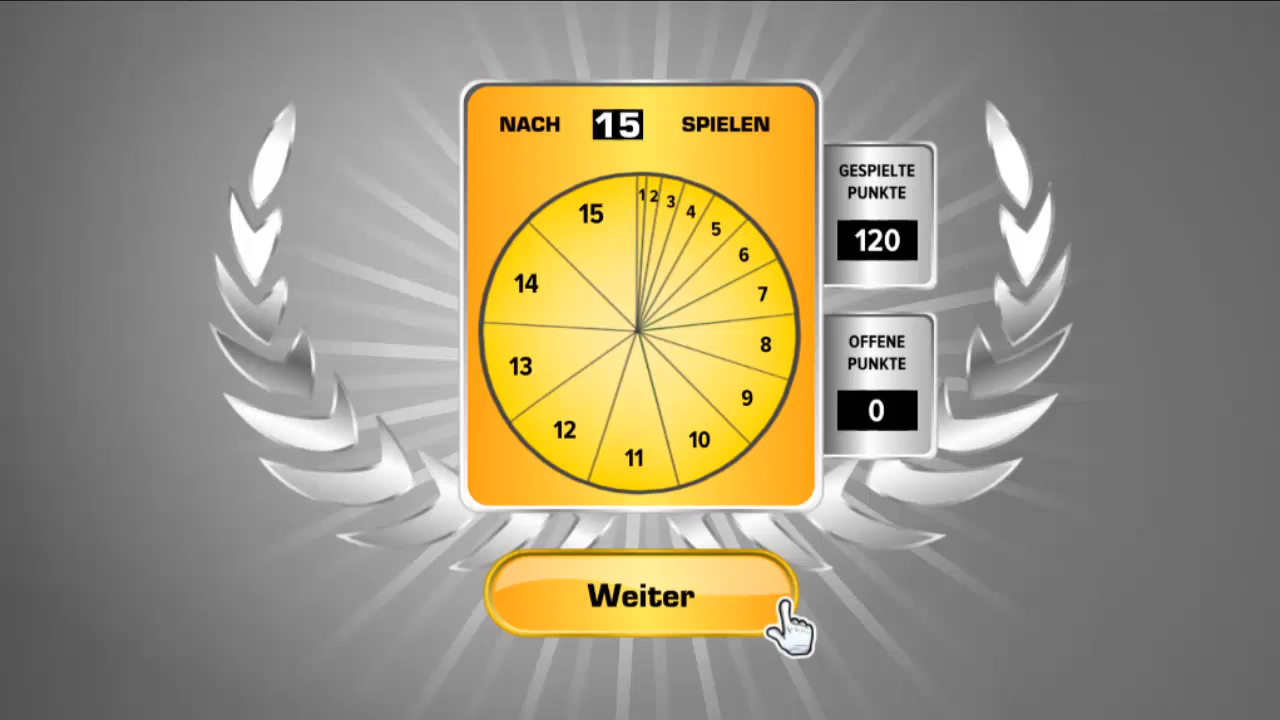 NACH 15 SPIELEN
1 2 3 4 5 6 7 8 9 10 11 12 13 14 15
GESPIELTE
PUNKTE
120
OFFENE
PUNKTE
0
Weiter